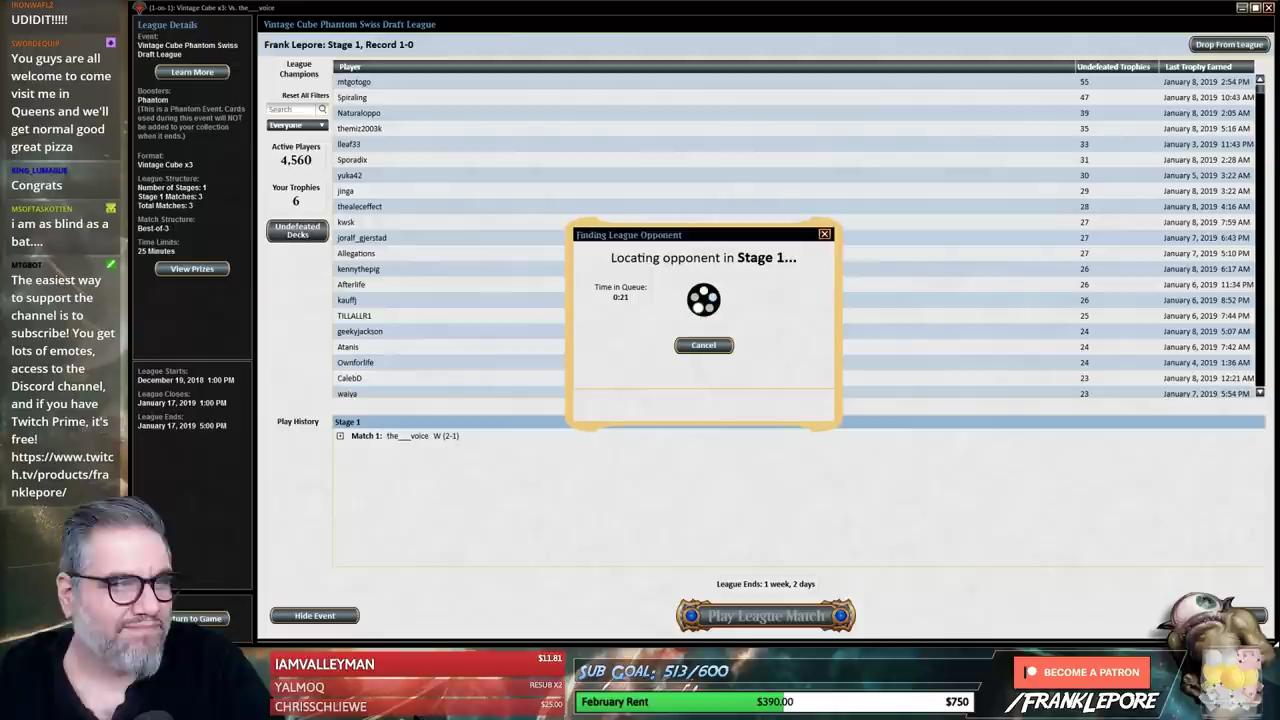 IRONWAFLZ
UDIDIT!!!!!
SWORDEQUIP
You guys are all
welcome to come
visit me in
Queens and we'll
get normal good
great pizza
KING_LUMAGUE
Congrats
MSOFTASKOTTEN
i am as blind as a
bat....
MTGBOT
The easiest way
to support the
channel is to
subscribe! You get
lots of emotes,
access to the
Discord channel,
and if you have
Twitch Prime, it's
free!
https://www.twitc
h.tv/products/fra
nklepore/
(1-on-1): Vintage Cube x3: Vs. the___voice
League Details
Event:
Vintage Cube Phantom Swiss
Draft League
Learn More
Boosters:
Phantom
(This is a Phantom Event. Cards
used during this event will NOT
be added to your collection
when it ends.)
Format:
Vintage Cube x3
League Structure:
Number of Stages: 1
Stage 1 Matches: 3
Total Matches: 3
Match Structure:
Best-of-3
Time Limits:
25 Minutes
View Prizes
League Starts:
December 19, 2018 1:00 PM
League Closes:
January 17, 2019 1:00 PM
League Ends:
January 17, 2019 5:00 PM
turn to Game
Vintage Cube Phantom Swiss Draft League
Frank Lepore: Stage 1, Record 1-0
Drop From League
League
Champions
Reset All Filters
Search
Everyone
Active Players
4,560
Your Trophies
6
Undefeated
Decks
Player Undefeated Trophies Last Trophy Earned
mtgotogo 55 January 8, 2019 2:54 PM
Spiraling 47 January 8, 2019 10:43 AM
Naturaloppo 39 January 8, 2019 2:05 AM
themiz2003k 35 January 8, 2019 5:16 AM
lleaf33 33 January 3, 2019 11:43 PM
Sporadix 31 January 8, 2019 2:28 AM
yuka42 30 January 5, 2019 3:22 AM
jinga 29 January 8, 2019 3:22 AM
thealeceffect 28 January 8, 2019 4:16 AM
kwsk 27 January 8, 2019 7:59 AM
joralf_gjerstad 27 January 7, 2019 6:43 PM
Allegations 27 January 7, 2019 5:10 PM
kennythepig 26 January 8, 2019 6:17 AM
Afterlife 26 January 6, 2019 11:34 PM
kauffj 26 January 6, 2019 8:52 PM
TILLALLR1 25 January 6, 2019 7:44 PM
geekyjackson 24 January 8, 2019 5:07 AM
Atanis 24 January 6, 2019 7:42 AM
Ownforlife 24 January 4, 2019 1:36 AM
CalebD 23 January 8, 2019 12:21 AM
waiya 23 January 7, 2019 5:54 PM
Finding League Opponent
Locating opponent in Stage 1...
Time in Queue:
0:21
Cancel
Play History
Stage 1
Match 1: the___voice W (2-1)
League Ends: 1 week, 2 days
Hide Event
Play League Match
IAMVALLEYMAN $11.81
YALMOQ RESUB X2
CHRISSCHLIEWE $25.00
SUB GOAL: 513/600
February Rent $390.00 $750
BECOME A PATRON
/FRANKLEPORE